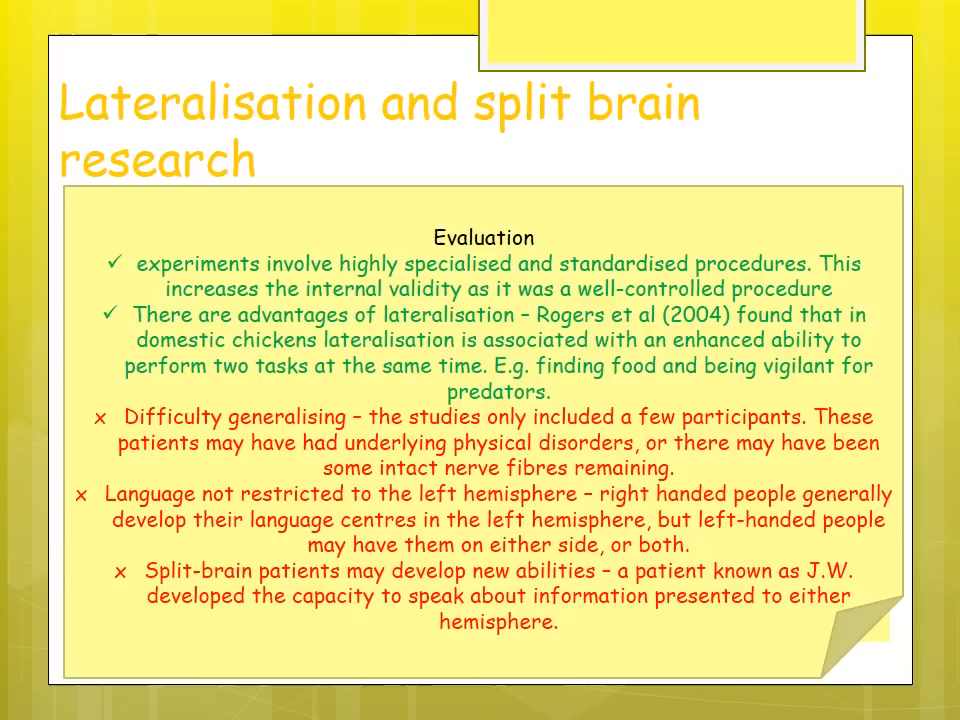 Lateralisation and split brain
research
Evaluation
✓ experiments involve highly specialised and standardised procedures. This
increases the internal validity as it was a well-controlled procedure
✓ There are advantages of lateralisation – Rogers et al (2004) found that in
domestic chickens lateralisation is associated with an enhanced ability to
perform two tasks at the same time. E.g. finding food and being vigilant for
predators.
x Difficulty generalising – the studies only included a few participants. These
patients may have had underlying physical disorders, or there may have been
some intact nerve fibres remaining.
x Language not restricted to the left hemisphere – right handed people generally
develop their language centres in the left hemisphere, but left-handed people
may have them on either side, or both.
x Split-brain patients may develop new abilities – a patient known as J.W.
developed the capacity to speak about information presented to either
hemisphere.